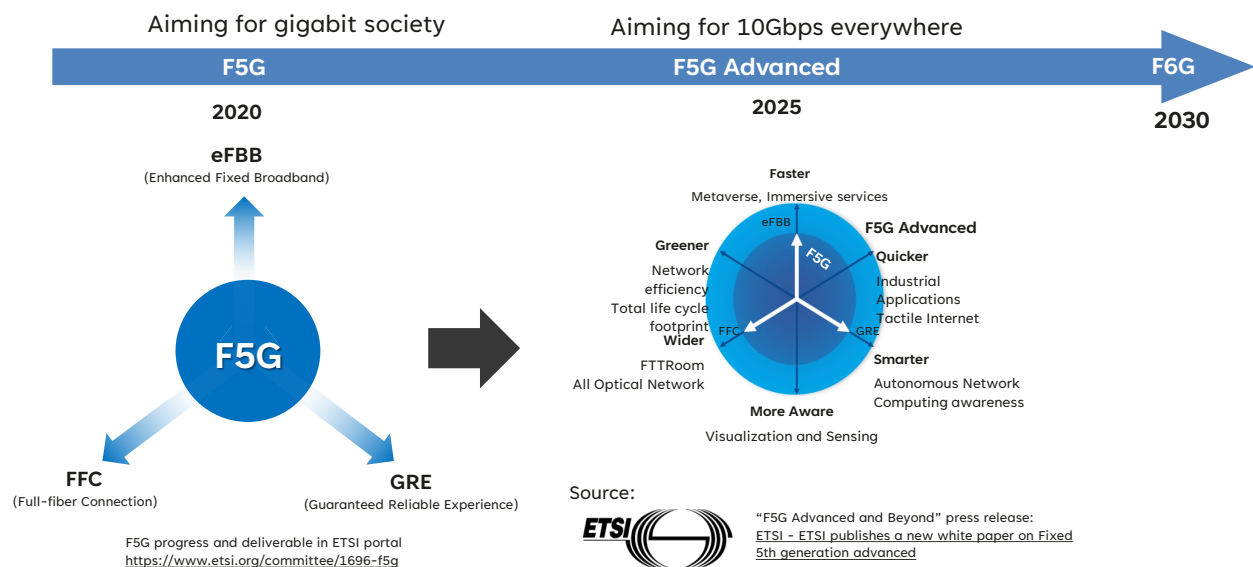 Aiming for gigabit society
Aiming for 10Gbps everywhere
F5G
F5G Advanced
F6G
2020
2025
2030
eFBB
(Enhanced Fixed Broadband)
F5G
FFC
(Full-fiber Connection)
GRE
(Guaranteed Reliable Experience)
F5G progress and deliverable in ETSI portal
https://www.etsi.org/committee/1696-f5g
Faster
Metaverse, Immersive services
eFBB
F5G Advanced
F5G
Greener
Network
efficiency
Total life cycle
footprint
Quicker
Industrial
Applications
Tactile Internet
FFC
GRE
Wider
FTTRoom
All Optical Network
Smarter
Autonomous Network
Computing awareness
More Aware
Visualization and Sensing
Source:
ETSI
“F5G Advanced and Beyond” press release:
ETSI - ETSI publishes a new white paper on Fixed
5th generation advanced